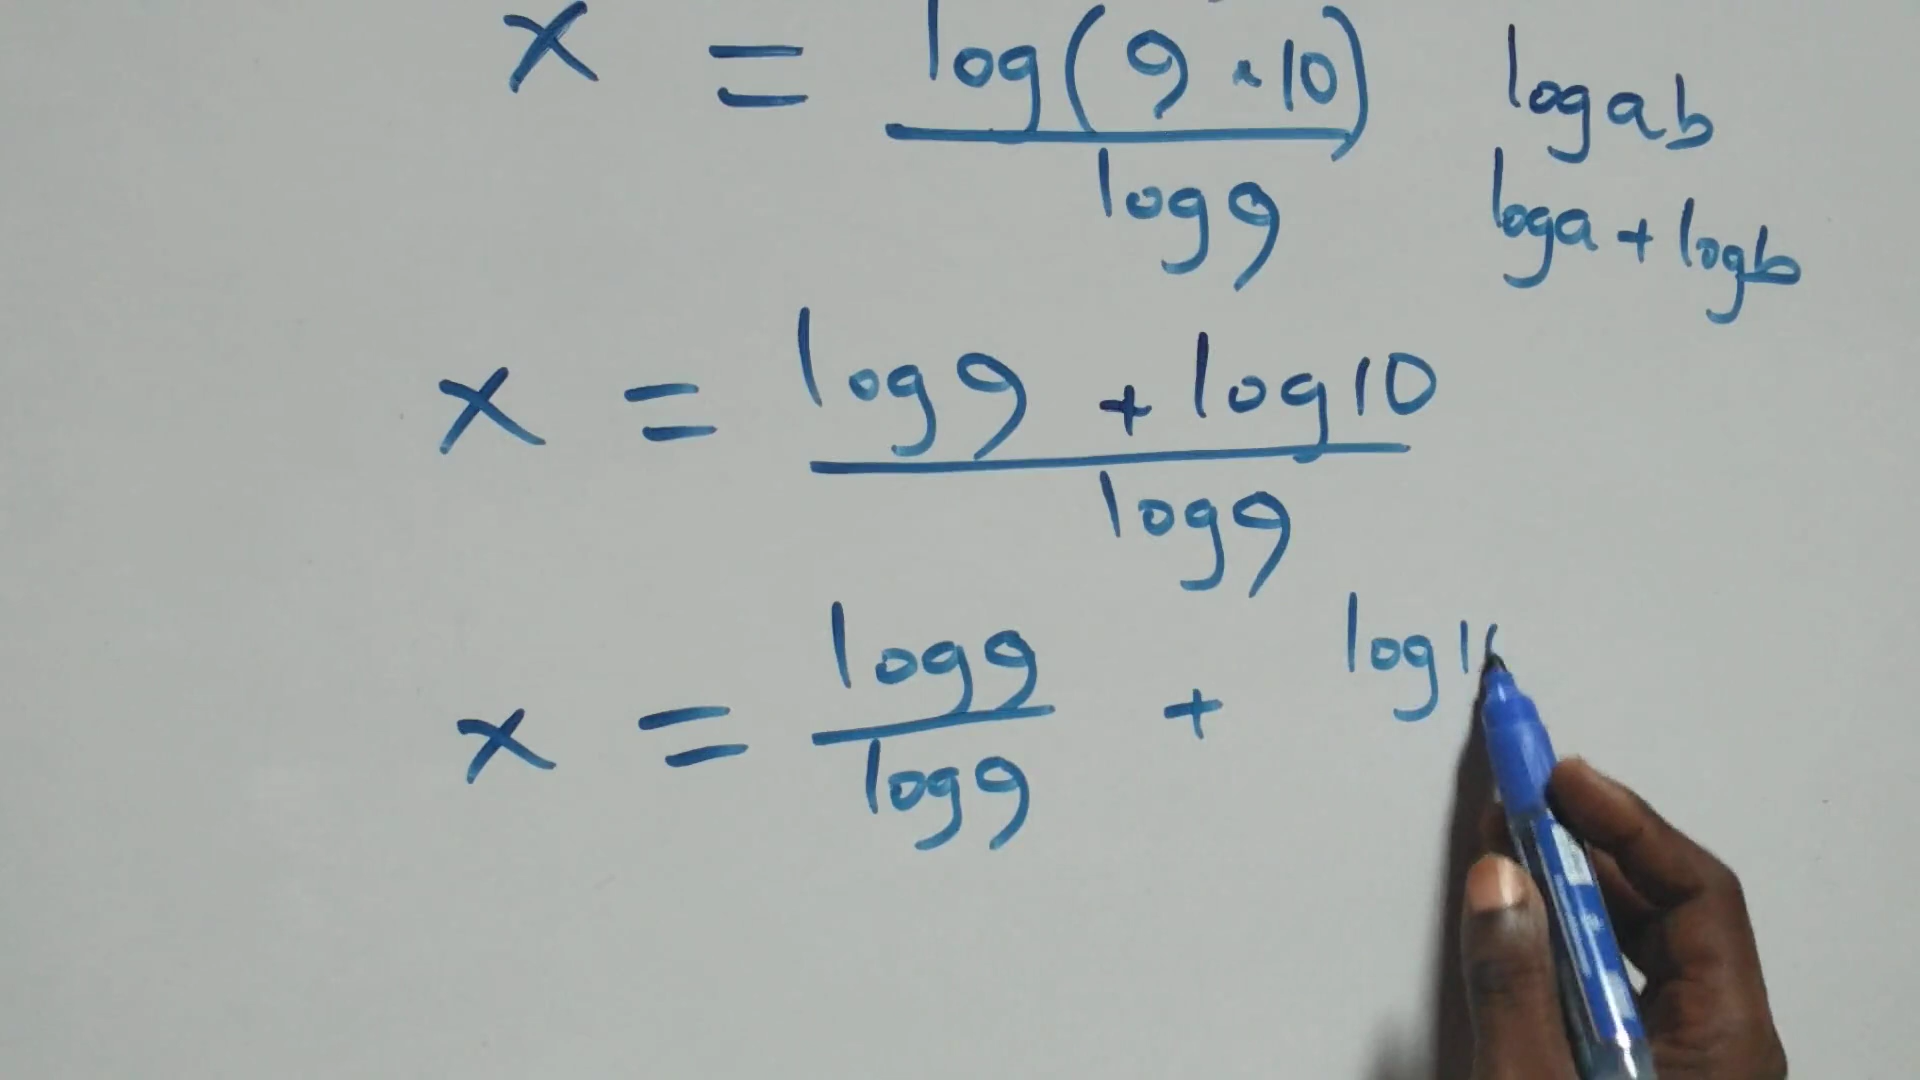 x = log(9 × 10) / log 9
log ab
log a + log b
x = log 9 + log 10 / log 9
x = log 9 / log 9 + log 1